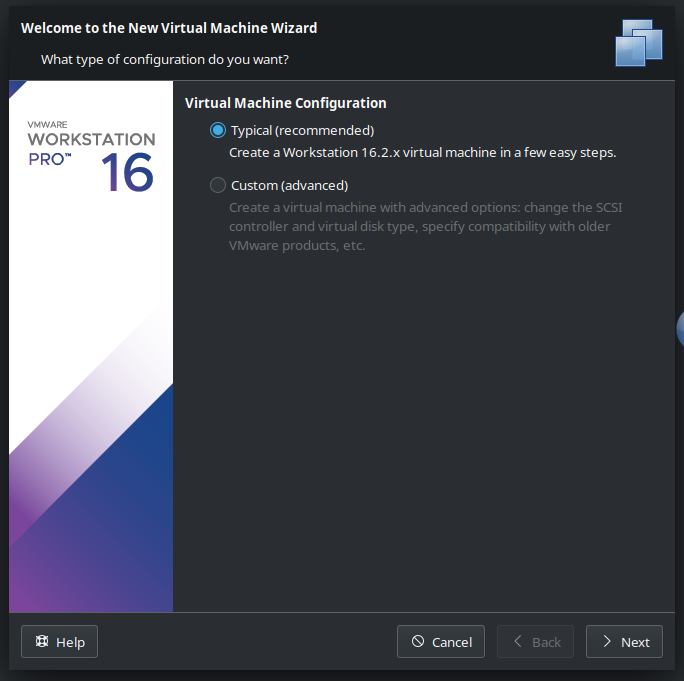 Welcome to the New Virtual Machine Wizard
What type of configuration do you want?
VMWARE
WORKSTATION
PRO™ 16
Virtual Machine Configuration
Typical (recommended)
Create a Workstation 16.2.x virtual machine in a few easy steps.
Custom (advanced)
Create a virtual machine with advanced options: change the SCSI
controller and virtual disk type, specify compatibility with older
VMware products, etc.
Help
Cancel
Back
Next